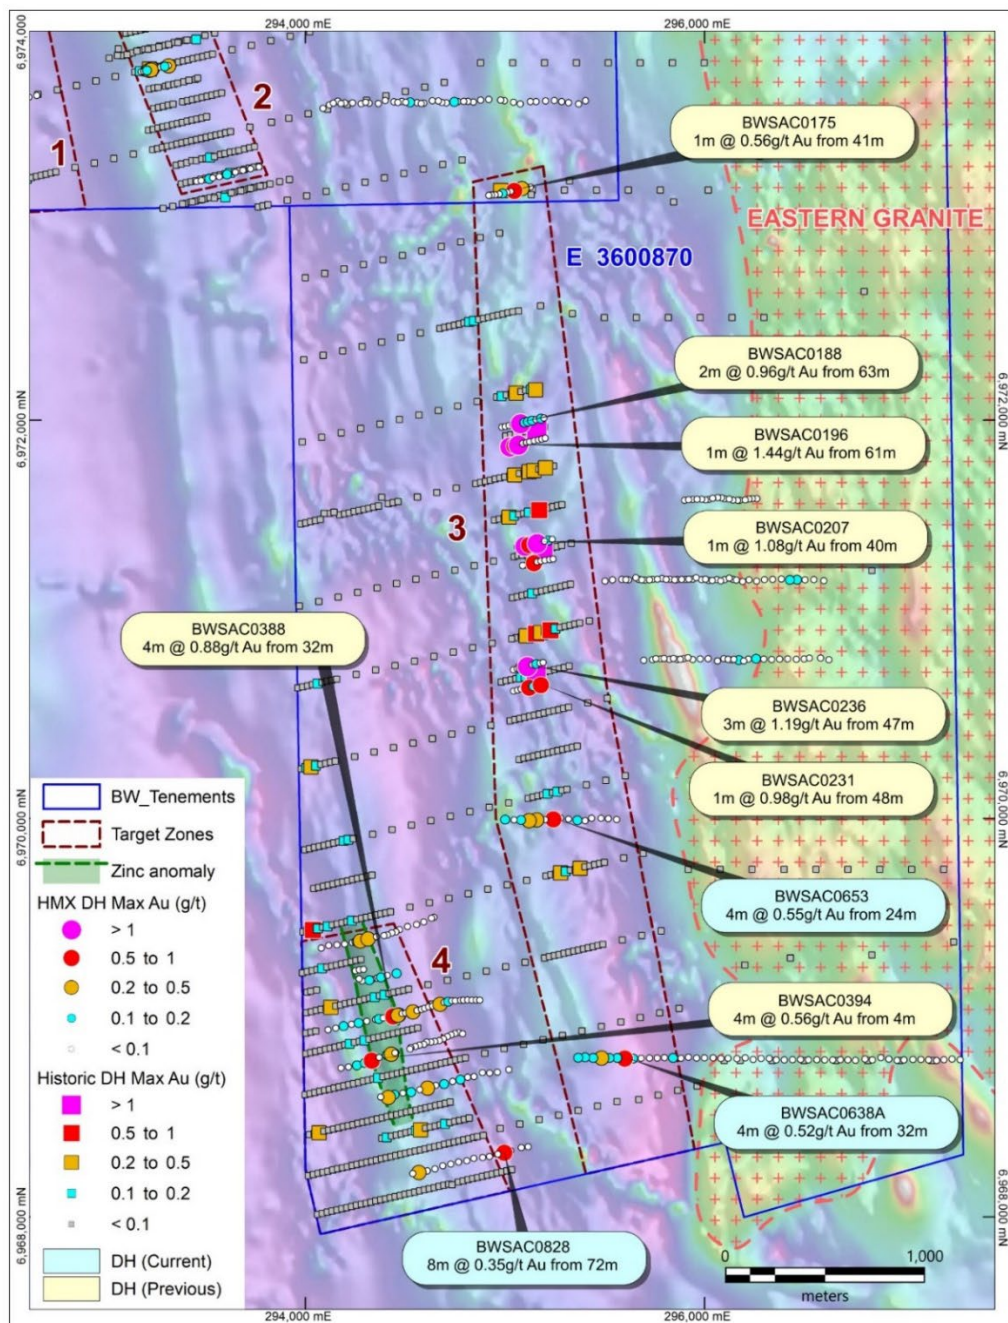 294,000 mE
296,000 mE
6,974,000
6,972,000 mN
6,970,000 mN
6,968,000 mN
6,972,000 mN
6,970,000 mN
6,968,000 mN
1
2
3
4
EASTERN GRANITE
E 3600870
BWSAC0175
1m @ 0.56g/t Au from 41m
BWSAC0188
2m @ 0.96g/t Au from 63m
BWSAC0196
1m @ 1.44g/t Au from 61m
BWSAC0207
1m @ 1.08g/t Au from 40m
BWSAC0388
4m @ 0.88g/t Au from 32m
BWSAC0236
3m @ 1.19g/t Au from 47m
BWSAC0231
1m @ 0.98g/t Au from 48m
BWSAC0653
4m @ 0.55g/t Au from 24m
BWSAC0394
4m @ 0.56g/t Au from 4m
BWSAC0638A
4m @ 0.52g/t Au from 32m
BWSAC0828
8m @ 0.35g/t Au from 72m
BW_Tenements
Target Zones
Zinc anomaly
HMX DH Max Au (g/t)
> 1
0.5 to 1
0.2 to 0.5
0.1 to 0.2
< 0.1
Historic DH Max Au (g/t)
> 1
0.5 to 1
0.2 to 0.5
0.1 to 0.2
< 0.1
DH (Current)
DH (Previous)
0 1,000
meters
294,000 mE
296,000 mE